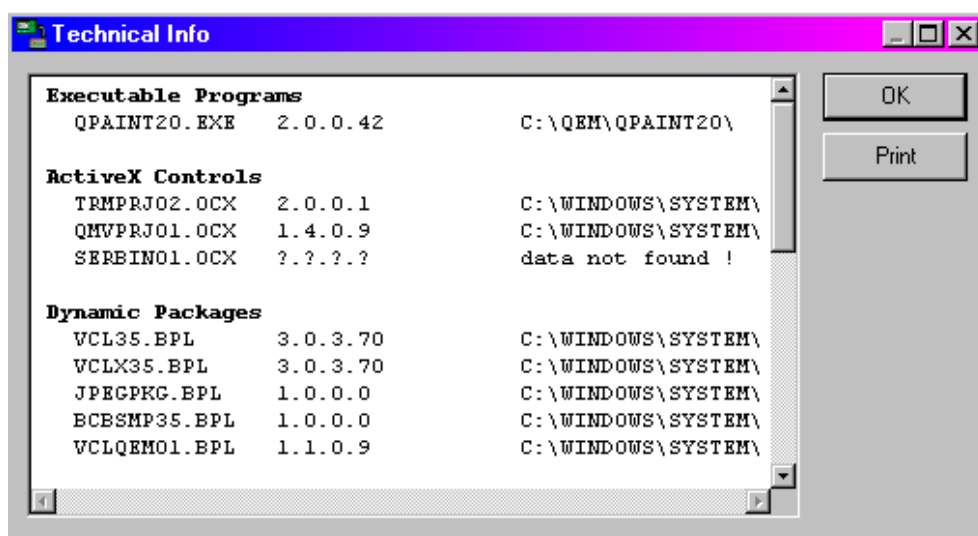 Technical Info
Executable Programs
QPAINT20.EXE 2.0.0.42 C:\QEM\QPAINT20\
ActiveX Controls
TRMPRJ02.OCX 2.0.0.1 C:\WINDOWS\SYSTEM\
QMVPRJ01.OCX 1.4.0.9 C:\WINDOWS\SYSTEM\
SERBIN01.OCX ?.?.?.? data not found !
Dynamic Packages
VCL35.BPL 3.0.3.70 C:\WINDOWS\SYSTEM\
VCLX35.BPL 3.0.3.70 C:\WINDOWS\SYSTEM\
JPEGPKG.BPL 1.0.0.0 C:\WINDOWS\SYSTEM\
BCBSMP35.BPL 1.0.0.0 C:\WINDOWS\SYSTEM\
VCLQEM01.BPL 1.1.0.9 C:\WINDOWS\SYSTEM\
OK
Print